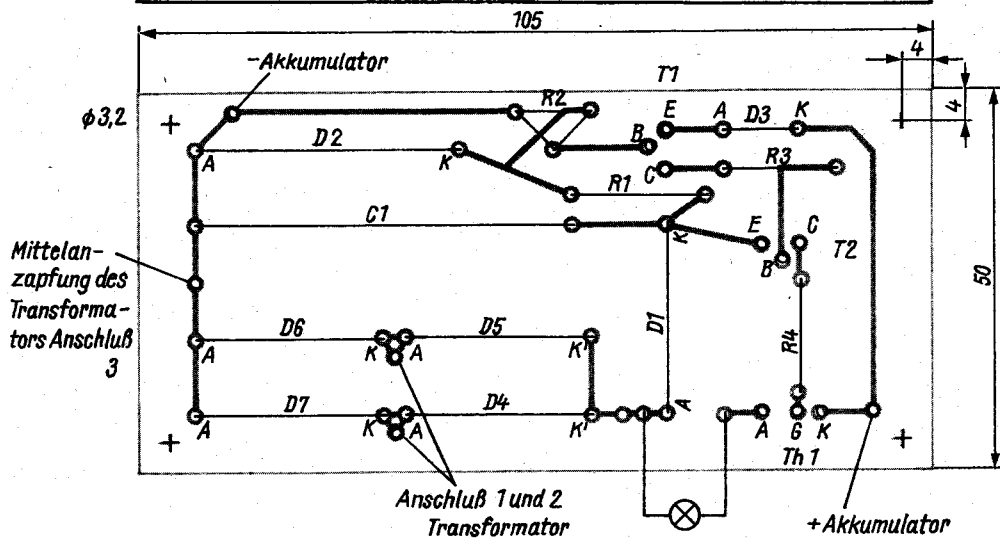 105
4
-Akkumulator
T1
4
ϕ3,2
R2
E
A
D3
K
D2
B
A
K
C
R3
R1
C1
K
E
C
T2
B
Mittelan-
zapfung des
Transforma-
tors Anschluß
3
50
D1
D6
D5
R4
A
K
A
K
D7
D4
A
A
K
A
K
A
G
K
Th 1
Anschluß 1 und 2
Transformator
+Akkumulator